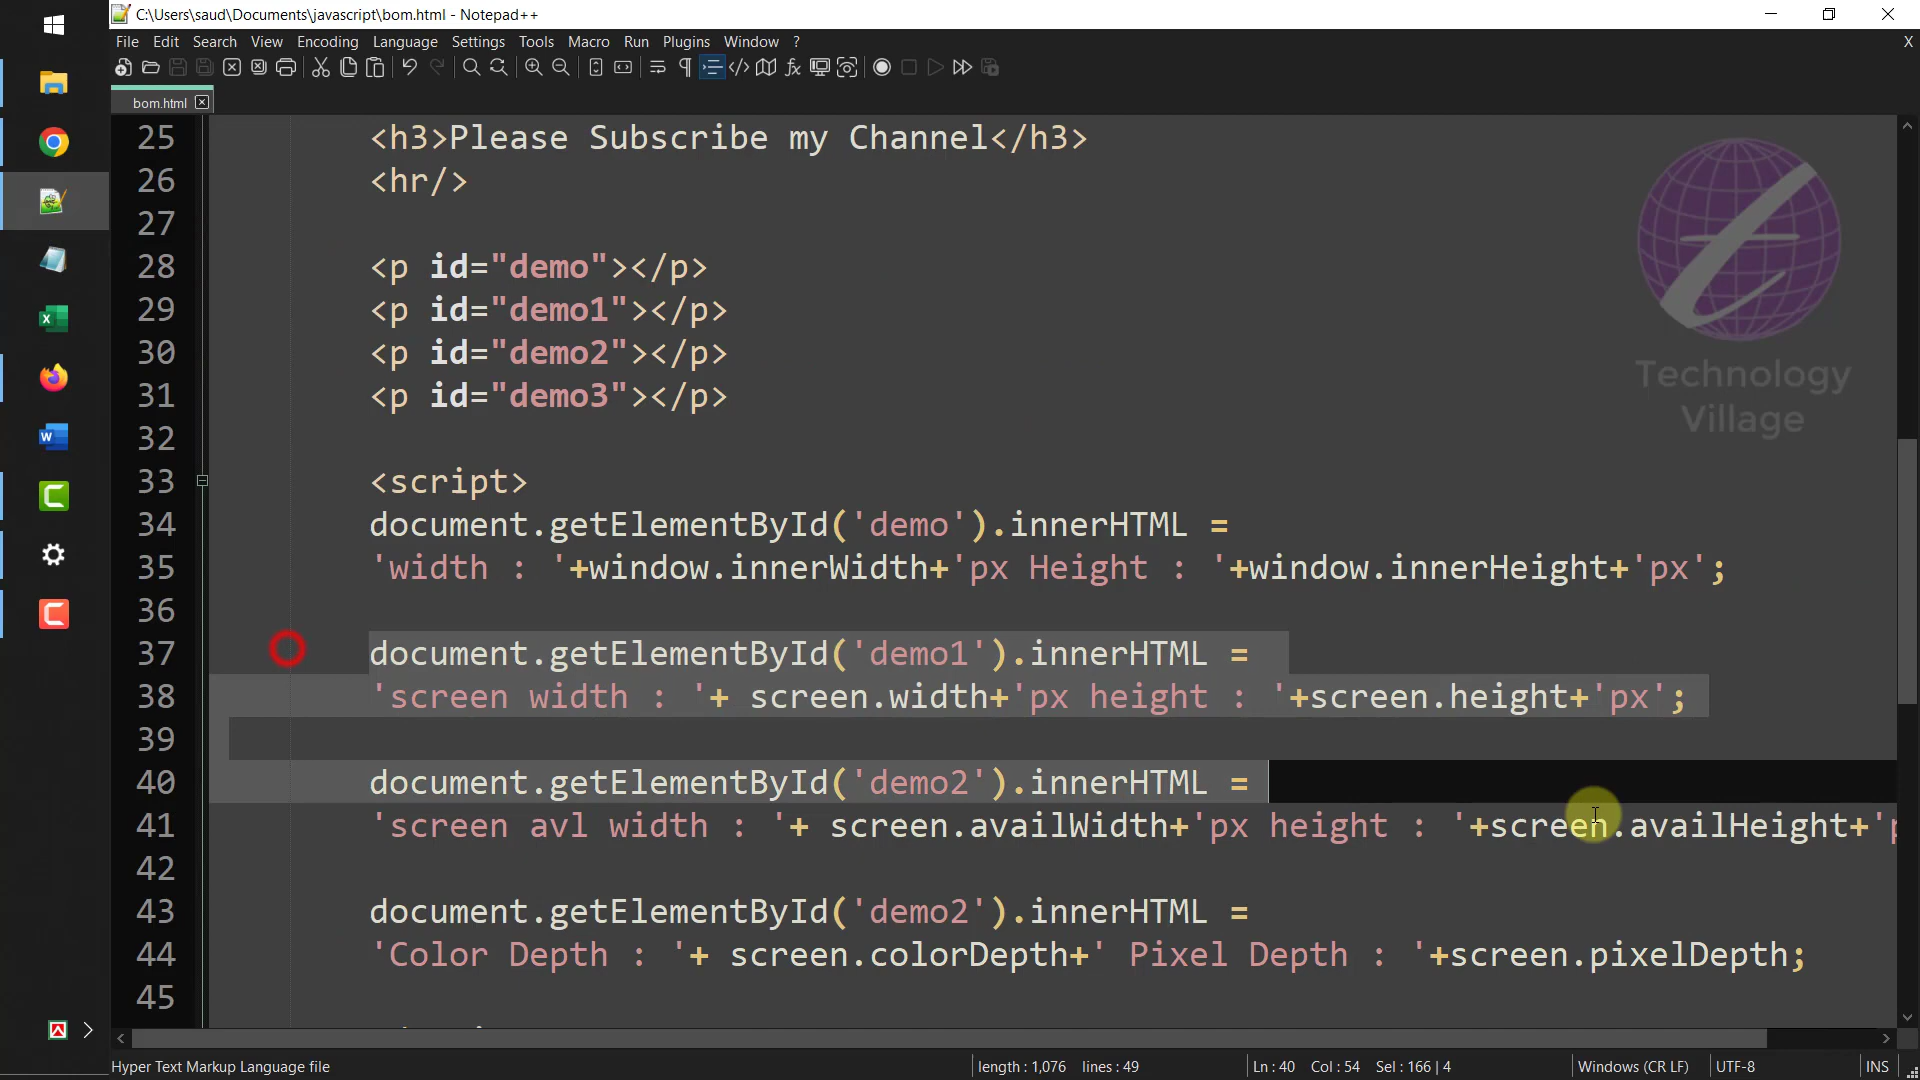 C:\Users\saud\Documents\javascript\bom.html - Notepad++
File Edit Search View Encoding Language Settings Tools Macro Run Plugins Window ? X
bom.html
25 <h3>Please Subscribe my Channel</h3>
26 <hr/>
27
28 <p id="demo"></p>
29 <p id="demo1"></p>
30 <p id="demo2"></p>
31 <p id="demo3"></p>
32
33 <script>
34 document.getElementById('demo').innerHTML =
35 'width : '+window.innerWidth+'px Height : '+window.innerHeight+'px';
36
37 document.getElementById('demo1').innerHTML =
38 'screen width : '+ screen.width+'px height : '+screen.height+'px';
39
40 document.getElementById('demo2').innerHTML =
41 'screen avl width : '+ screen.availWidth+'px height : '+screen.availHeight+'p
42
43 document.getElementById('demo2').innerHTML =
44 'Color Depth : '+ screen.colorDepth+' Pixel Depth : '+screen.pixelDepth;
45
Technology
Village
Hyper Text Markup Language file length : 1,076 lines : 49 Ln : 40 Col : 54 Sel : 166 | 4 Windows (CR LF) UTF-8 INS